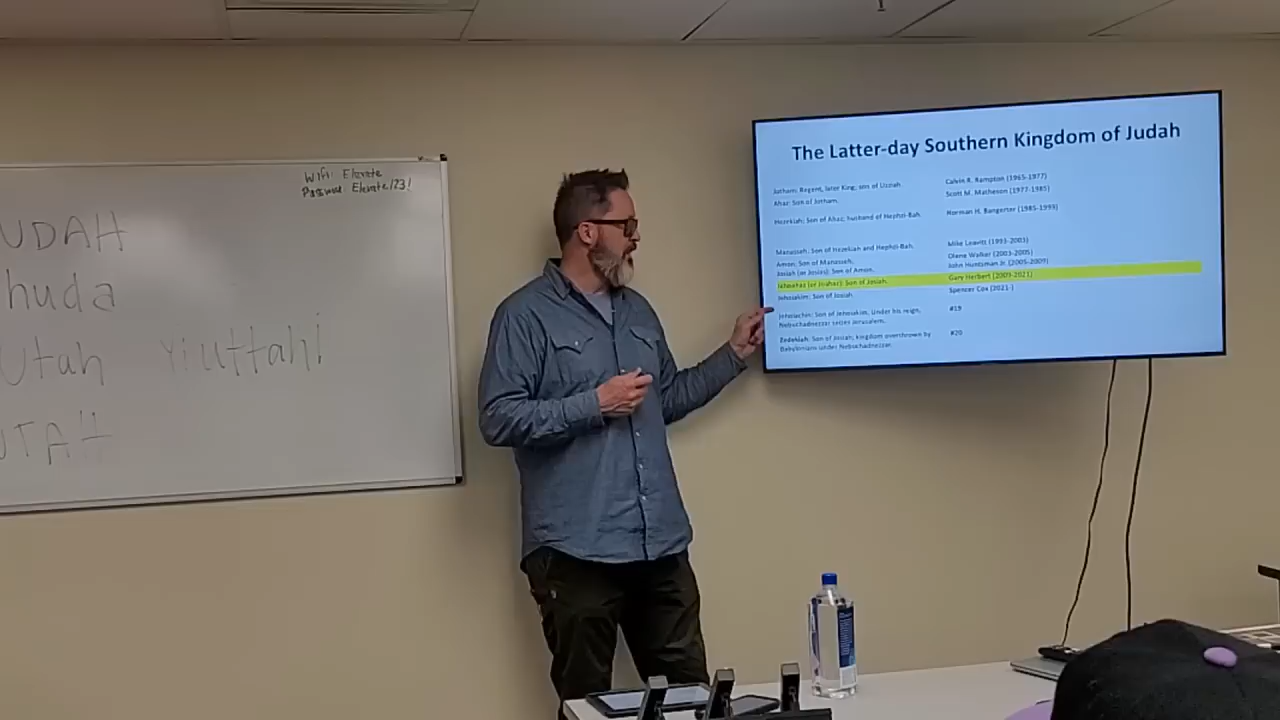 Wifi: Elevate
Elevate123!
UDAH
huda
Utah Yiuttahi
UTAH
The Latter-day Southern Kingdom of Judah
Jotham: Regent, later King; son of Uzziah. Calvin R. Rampton (1965-1977)
Ahaz: Son of Jotham. Scott M. Matheson (1977-1985)
Hezekiah: Son of Ahaz; husband of Hephzi-Bah. Norman H. Bangerter (1985-1993)
Manasseh: Son of Hezekiah and Hephzi-Bah. Mike Leavitt (1993-2003)
Amon: Son of Manasseh. Olene Walker (2003-2005)
Josiah (or Josias): Son of Amon. John Huntsman Jr. (2005-2009)
Jehoahaz (or Joahaz): Son of Josiah. Gary Herbert (2009-2021)
Jehoiakim: Son of Josiah Spencer Cox (2021-)
Jehoiachin: Son of Jehoiakim. Under his reign, #19
Nebuchadnezzar seizes Jerusalem.
Zedekiah: Son of Josiah; kingdom overthrown by #20
Babylonians under Nebuchadnezzar.